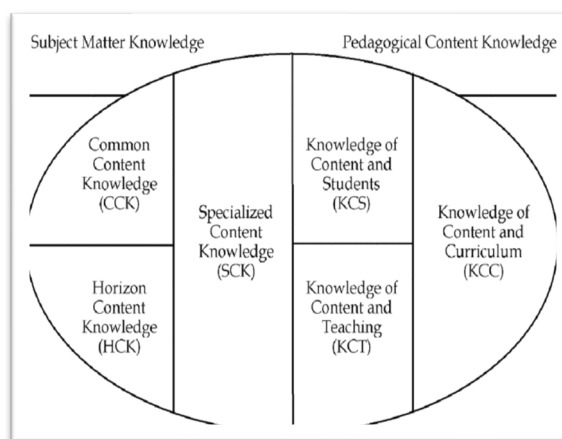 Subject Matter Knowledge
Pedagogical Content Knowledge
Common
Content
Knowledge
(CCK)
Horizon
Content
Knowledge
(HCK)
Specialized
Content
Knowledge
(SCK)
Knowledge of
Content and
Students
(KCS)
Knowledge of
Content and
Teaching
(KCT)
Knowledge of
Content and
Curriculum
(KCC)